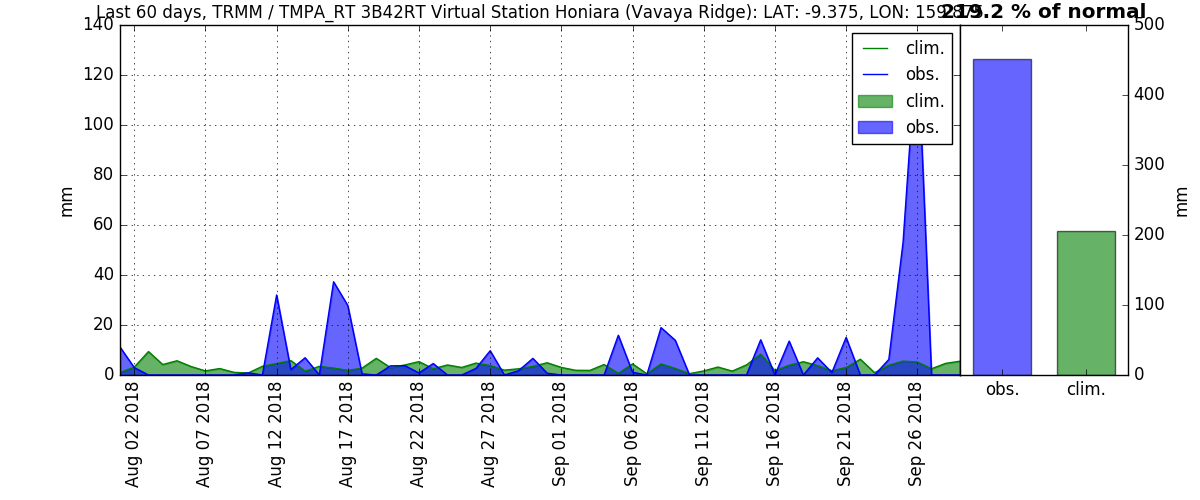 Last 60 days, TRMM / TMPA_RT 3B42RT Virtual Station Honiara (Vavaya Ridge): LAT: -9.375, LON:
219.2 % of normal
140
120
100
80
60
40
20
0
mm
clim.
obs.
clim.
obs.
500
400
300
200
100
0
mm
obs.
clim.
Aug 02 2018
Aug 07 2018
Aug 12 2018
Aug 17 2018
Aug 22 2018
Aug 27 2018
Sep 01 2018
Sep 06 2018
Sep 11 2018
Sep 16 2018
Sep 21 2018
Sep 26 2018